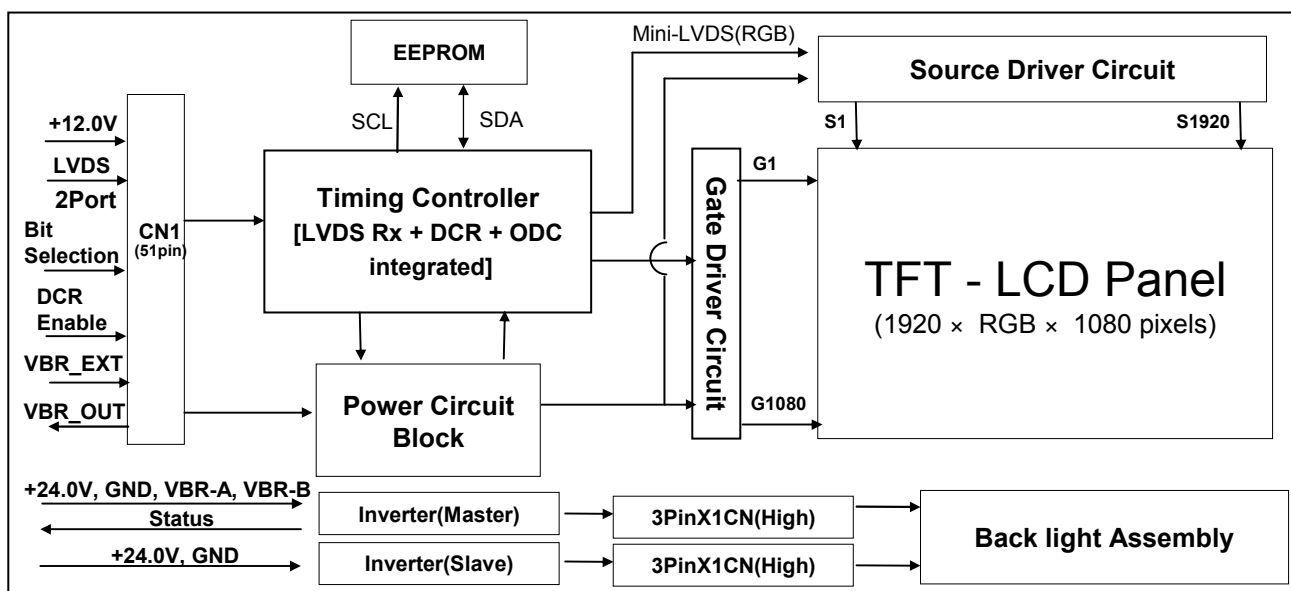 Mini-LVDS(RGB)
EEPROM
Source Driver Circuit
SCL
SDA
S1
S1920
+12.0V
LVDS
2Port
Bit
Selection
DCR
Enable
VBR_EXT
VBR_OUT
CN1
(51pin)
Timing Controller
[LVDS Rx + DCR + ODC
integrated]
Power Circuit
Block
Gate Driver Circuit
G1
G1080
TFT - LCD Panel
(1920 × RGB × 1080 pixels)
+24.0V, GND, VBR-A, VBR-B
Status
+24.0V, GND
Inverter(Master)
Inverter(Slave)
3PinX1CN(High)
3PinX1CN(High)
Back light Assembly